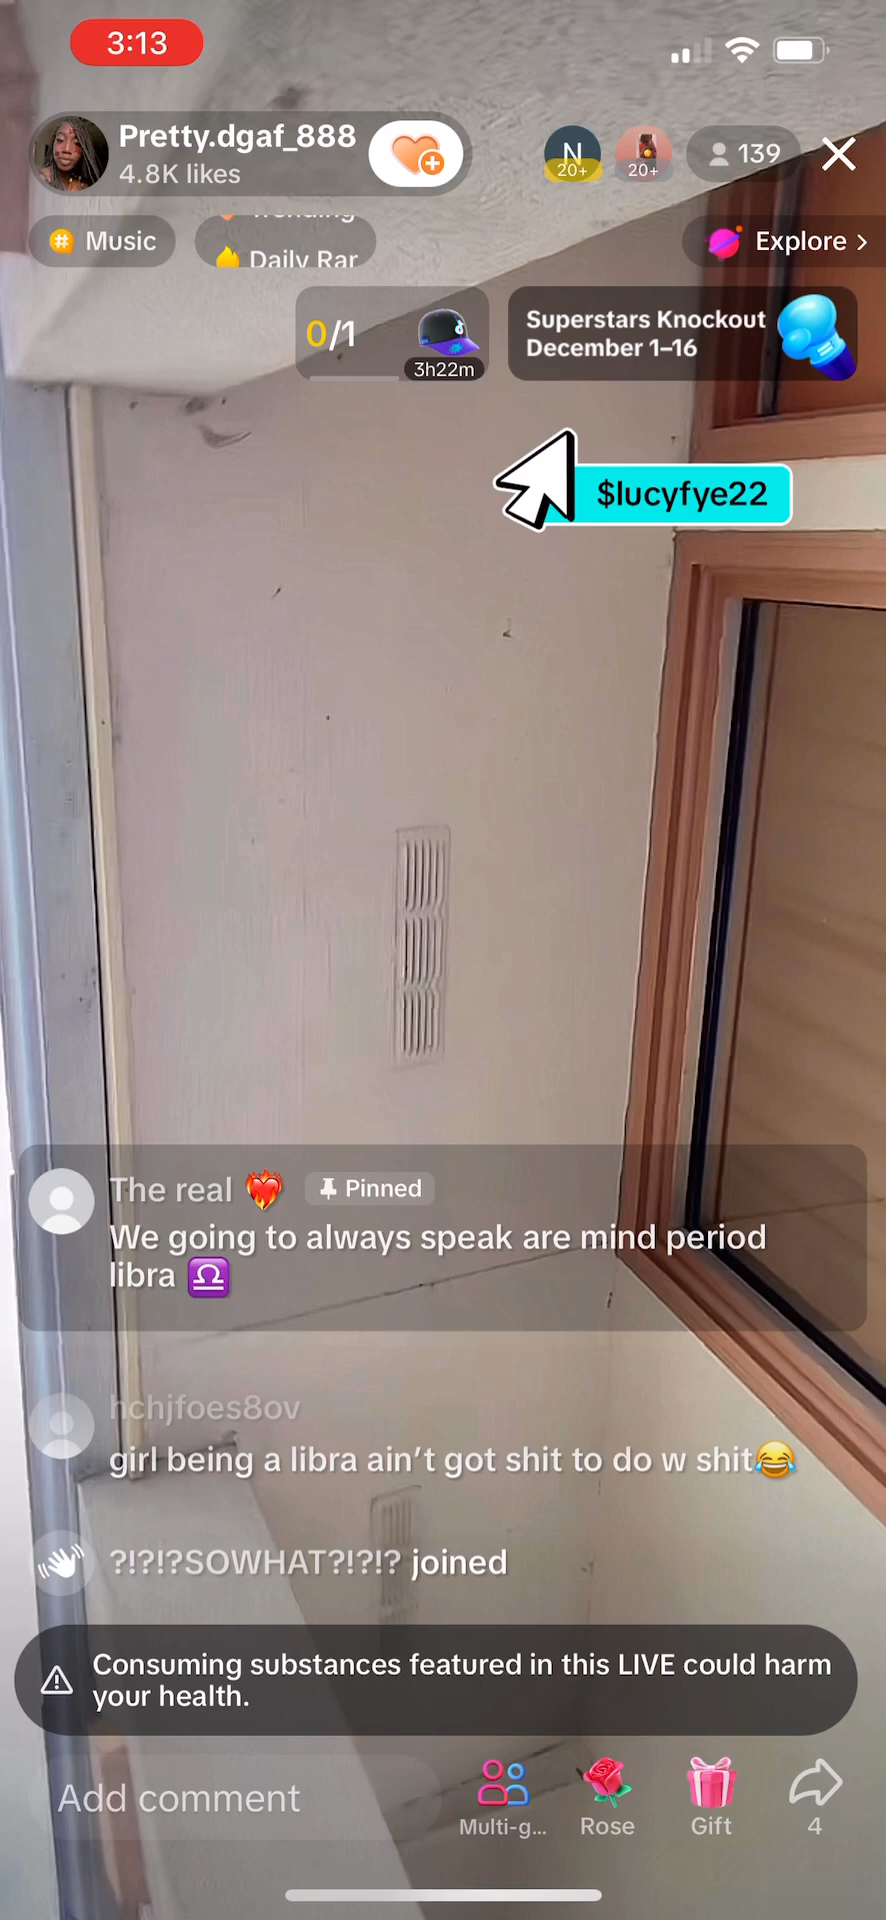 3:13
Pretty.dgaf_888
4.8K likes
N
20+
20+
139
Music
Trending
Daily Rar
Explore >
0/1
3h22m
Superstars Knockout
December 1–16
$lucyfye22
The real ❤️‍🔥 Pinned
We going to always speak are mind period
libra ♎
hchjfoes8ov
girl being a libra ain’t got shit to do w shit😂
?!?!?SOWHAT?!?!? joined
Consuming substances featured in this LIVE could harm
your health.
Add comment
Multi-g...
Rose
Gift
4